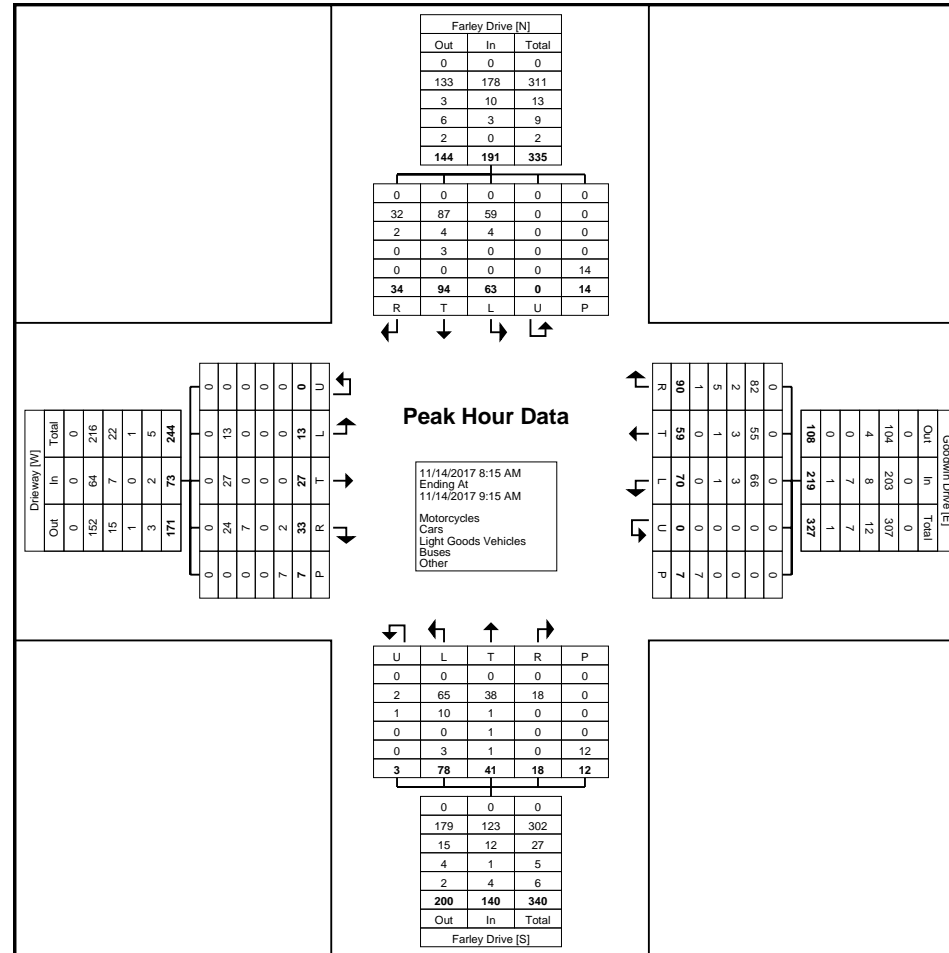 Farley Drive [N]
Out In Total
0 0 0
133 178 311
3 10 13
6 3 9
2 0 2
144 191 335
0 0 0 0 0
32 87 59 0 0
2 4 4 0 0
0 3 0 0 0
0 0 0 0 14
34 94 63 0 14
R T L U P
Drieway [W]
Total In Out
0 0 0
216 64 152
22 7 15
1 0 1
5 2 3
244 73 171
0 0 0 0 0
0 13 27 24 0
0 0 0 7 0
0 0 0 0 0
0 0 0 2 7
0 13 27 33 7
U L T R P
Peak Hour Data
11/14/2017 8:15 AM
Ending At
11/14/2017 9:15 AM
Motorcycles
Cars
Light Goods Vehicles
Buses
Other
R T L U P
90 59 70 0 7
1 0 0 0 7
5 1 1 0 0
2 3 3 0 0
82 55 66 0 0
0 0 0 0 0
108 219 327
0 1 1
0 7 7
4 8 12
104 203 307
0 0 0
Out In Total
Goodwin Drive [E]
U L T R P
0 0 0 0 0
2 65 38 18 0
1 10 1 0 0
0 0 1 0 0
0 3 1 0 12
3 78 41 18 12
0 0 0
179 123 302
15 12 27
4 1 5
2 4 6
200 140 340
Out In Total
Farley Drive [S]